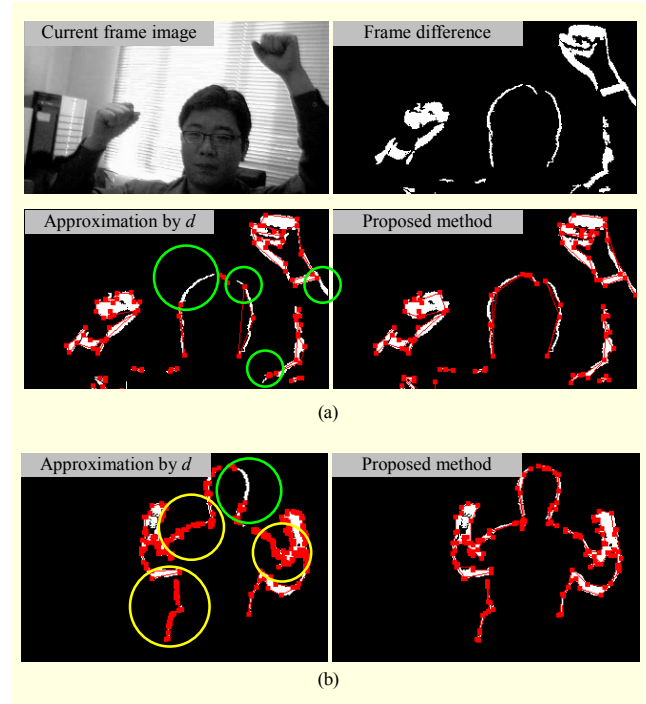 Current frame image
Frame difference
Approximation by d
Proposed method
(a)
Approximation by d
Proposed method
(b)